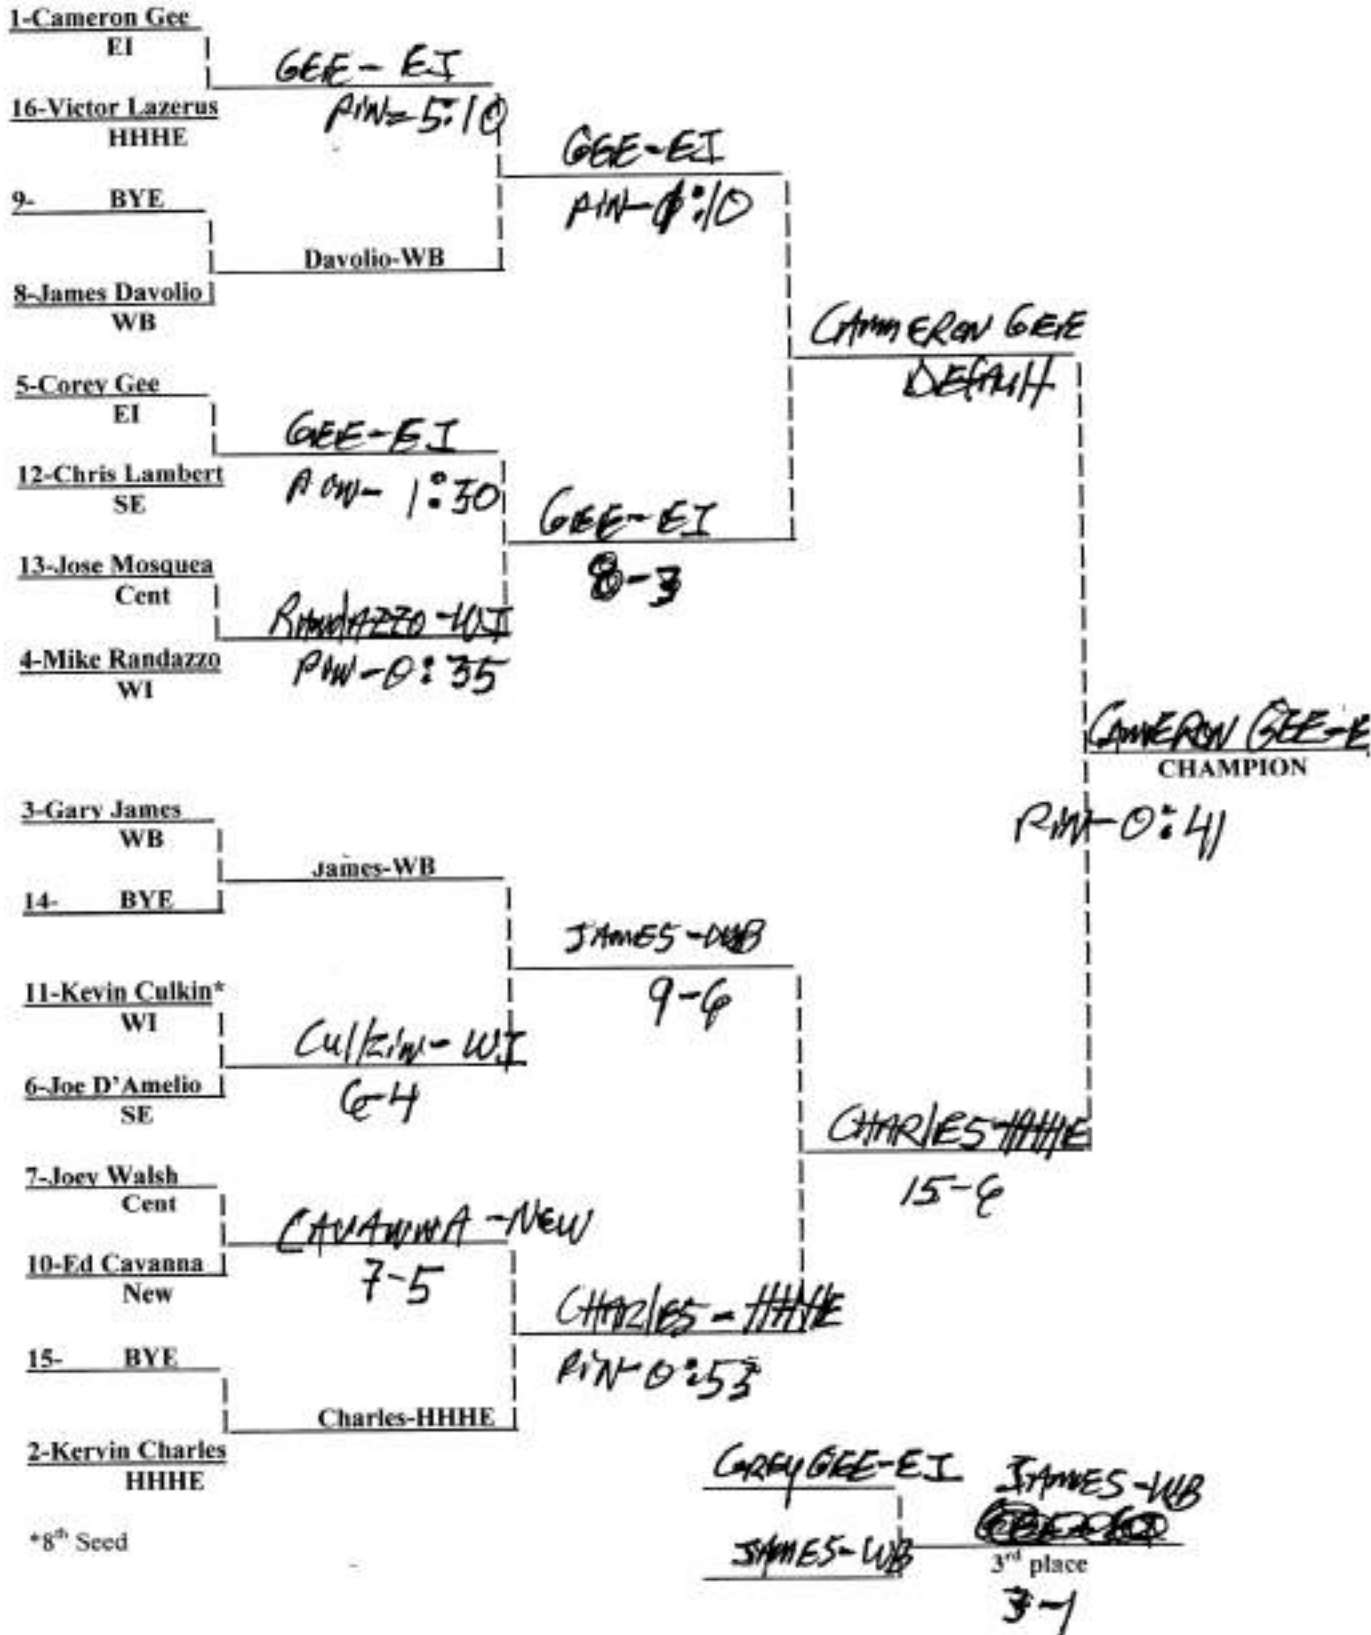 1-Cameron Gee
EI
GEE - EI
PIN= 5:10
16-Victor Lazerus
HHHE
GEE-EI
PIN-0:10
9- BYE
Davolio-WB
8-James Davolio
WB
CAMMERON GEE
DEFAULT
5-Corey Gee
EI
GEE-EI
PIN- 1:30
12-Chris Lambert
SE
GEE-EI
8-3
13-Jose Mosquea
Cent
RANDAZZO-WI
PIN-0:35
4-Mike Randazzo
WI
CAMERON GEE-E
CHAMPION
PIN-0:41
3-Gary James
WB
James-WB
14- BYE
JAMES-WB
9-6
11-Kevin Culkin*
WI
Culkin- WI
6-4
6-Joe D'Amelio
SE
CHARLES-HHHE
15-6
7-Joey Walsh
Cent
CAVANNA-NEW
7-5
10-Ed Cavanna
New
CHARLES-HHHE
PIN-0:53
15- BYE
Charles-HHHE
2-Kervin Charles
HHHE
COREY GEE-EI
JAMES-WB
JAMES-WB
3rd place
3-1
*8th Seed